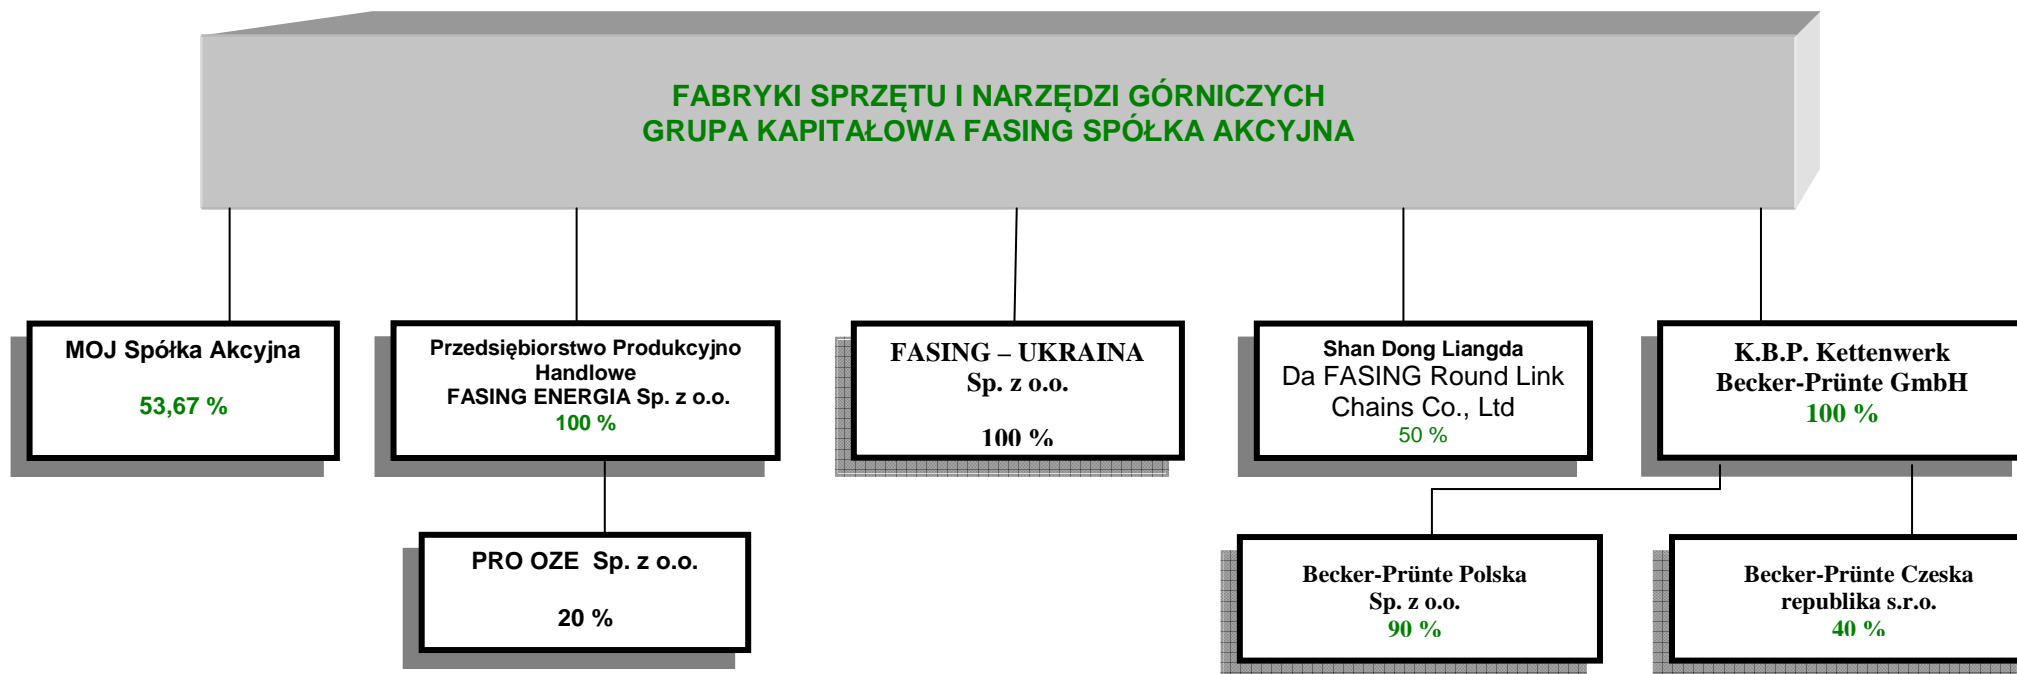 FABRYKI SPRZĘTU I NARZĘDZI GÓRNICZYCH
GRUPA KAPITAŁOWA FASING SPÓŁKA AKCYJNA
MOJ Spółka Akcyjna
53,67 %
Przedsiębiorstwo Produkcyjno
Handlowe
FASING ENERGIA Sp. z o.o.
100 %
FASING – UKRAINA
Sp. z o.o.
100 %
Shan Dong Liangda
Da FASING Round Link
Chains Co., Ltd
50 %
K.B.P. Kettenwerk
Becker-Prünte GmbH
100 %
PRO OZE  Sp. z o.o.
20 %
Becker-Prünte Polska
Sp. z o.o.
90 %
Becker-Prünte Czeska
republika s.r.o.
40 %